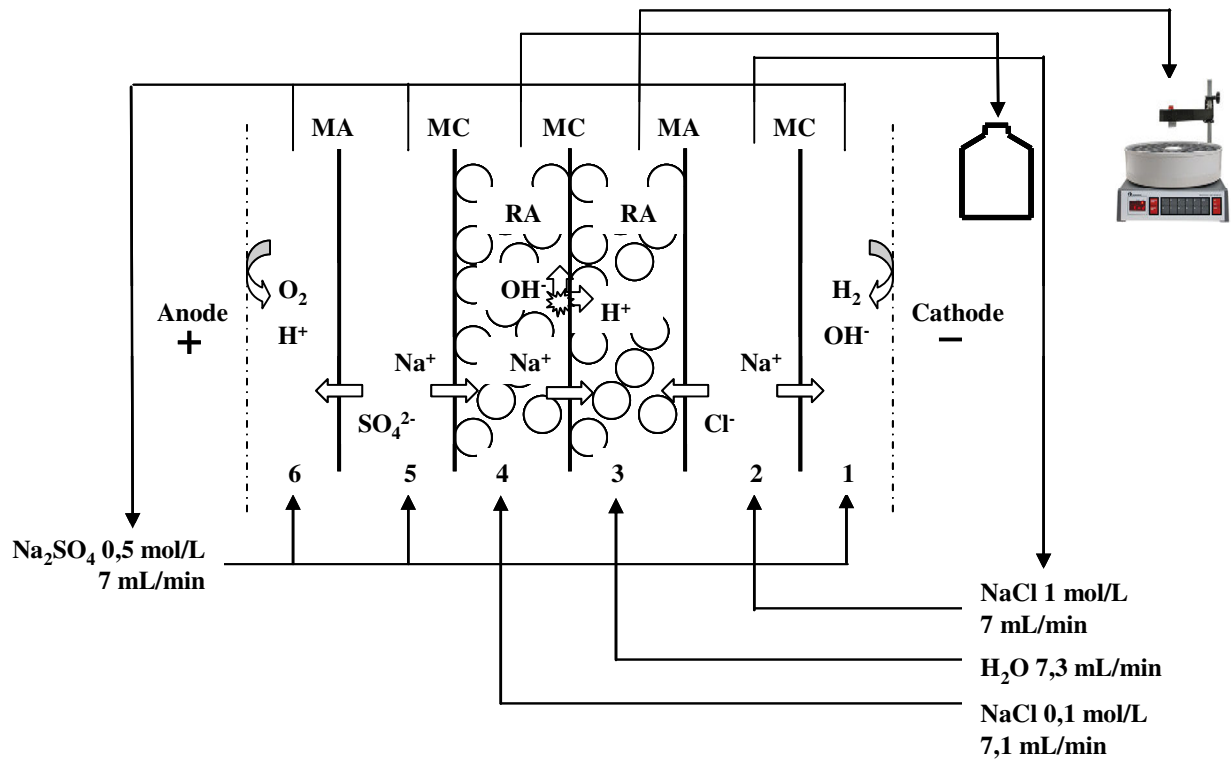 MA MC MC MA MC
RA RA
OH⁻ H⁺
O₂
H⁺
H₂
OH⁻
Anode
+
Cathode
−
Na⁺ Na⁺ Na⁺
SO₄²⁻ Cl⁻
6 5 4 3 2 1
Na₂SO₄ 0,5 mol/L
7 mL/min
NaCl 1 mol/L
7 mL/min
H₂O 7,3 mL/min
NaCl 0,1 mol/L
7,1 mL/min